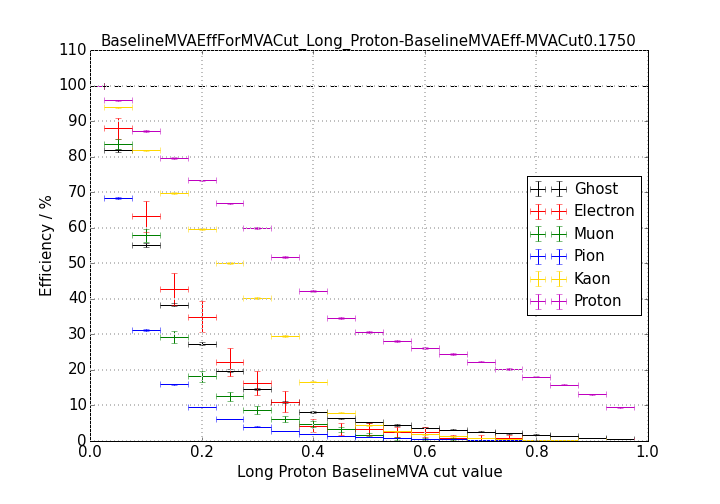 BaselineMVAEffForMVACut_Long_Proton-BaselineMVAEff-MVACut0.1750
110
100
90
80
70
60
50
40
30
20
10
0
Efficiency / %
Ghost
Electron
Muon
Pion
Kaon
Proton
0.0 0.2 0.4 0.6 0.8 1.0
Long Proton BaselineMVA cut value